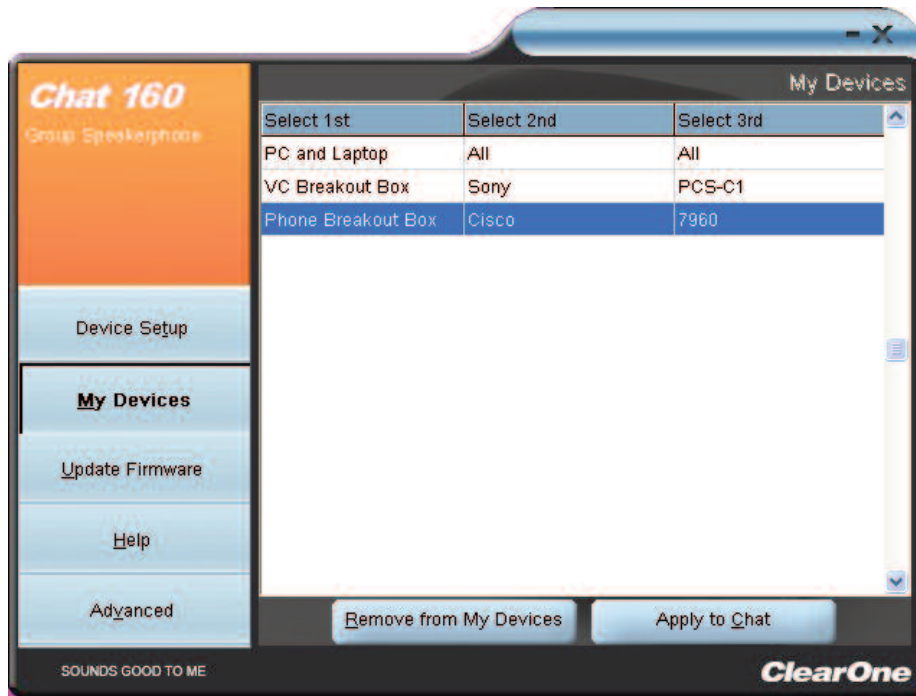 My Devices
Chat 160
Group Speakerphone
Select 1st Select 2nd Select 3rd
PC and Laptop All All
VC Breakout Box Sony PCS-C1
Phone Breakout Box Cisco 7960
Device Setup
My Devices
Update Firmware
Help
Advanced
Remove from My Devices Apply to Chat
SOUNDS GOOD TO ME
ClearOne